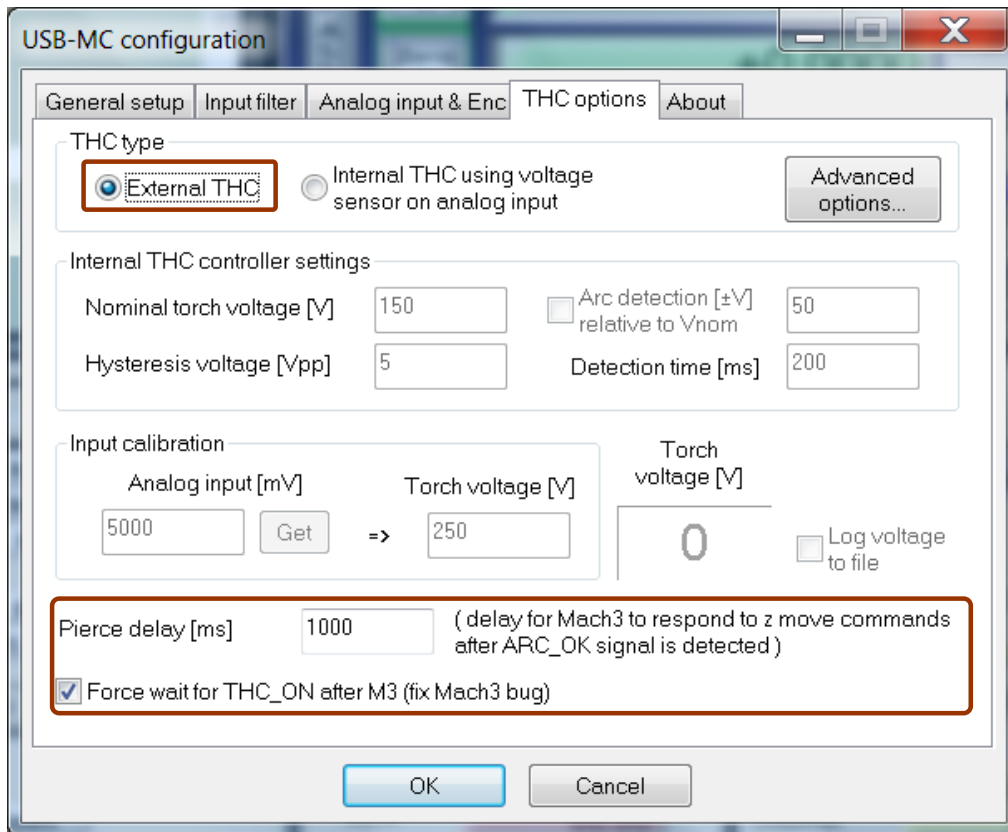 USB-MC configuration
General setup
Input filter
Analog input & Enc
THC options
About
THC type
External THC
Internal THC using voltage
sensor on analog input
Advanced
options...
Internal THC controller settings
Nominal torch voltage [V]
150
Arc detection [±V]
relative to Vnom
50
Hysteresis voltage [Vpp]
5
Detection time [ms]
200
Input calibration
Analog input [mV]
Torch voltage [V]
5000
Get
=>
250
Torch
voltage [V]
0
Log voltage
to file
Pierce delay [ms]
1000
( delay for Mach3 to respond to z move commands
after ARC_OK signal is detected )
Force wait for THC_ON after M3 (fix Mach3 bug)
OK
Cancel